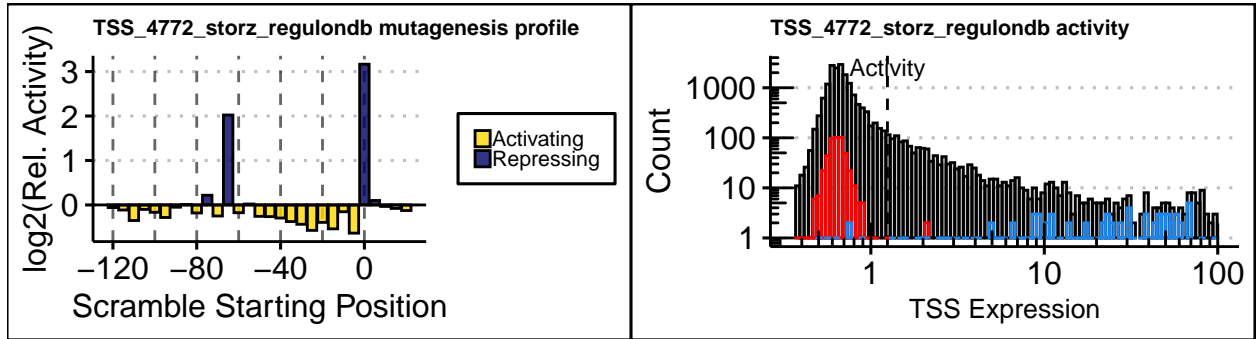 TSS_4772_storz_regulondb mutagenesis profile
log2(Rel. Activity)
3
2
1
0
−120
−80
−40
0
Scramble Starting Position
Activating
Repressing
TSS_4772_storz_regulondb activity
Activity
Count
1000
100
10
1
1
10
100
TSS Expression